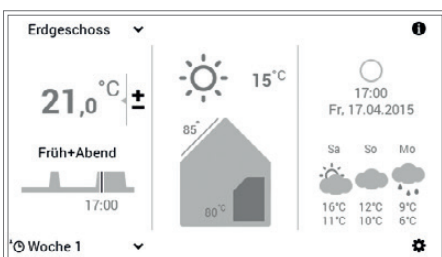 Erdgeschoss
21,0 °C ±
Früh+Abend
17:00
Woche 1
15°C
85°
80°C
17:00
Fr, 17.04.2015
Sa So Mo
16°C 12°C 9°C
11°C 10°C 6°C